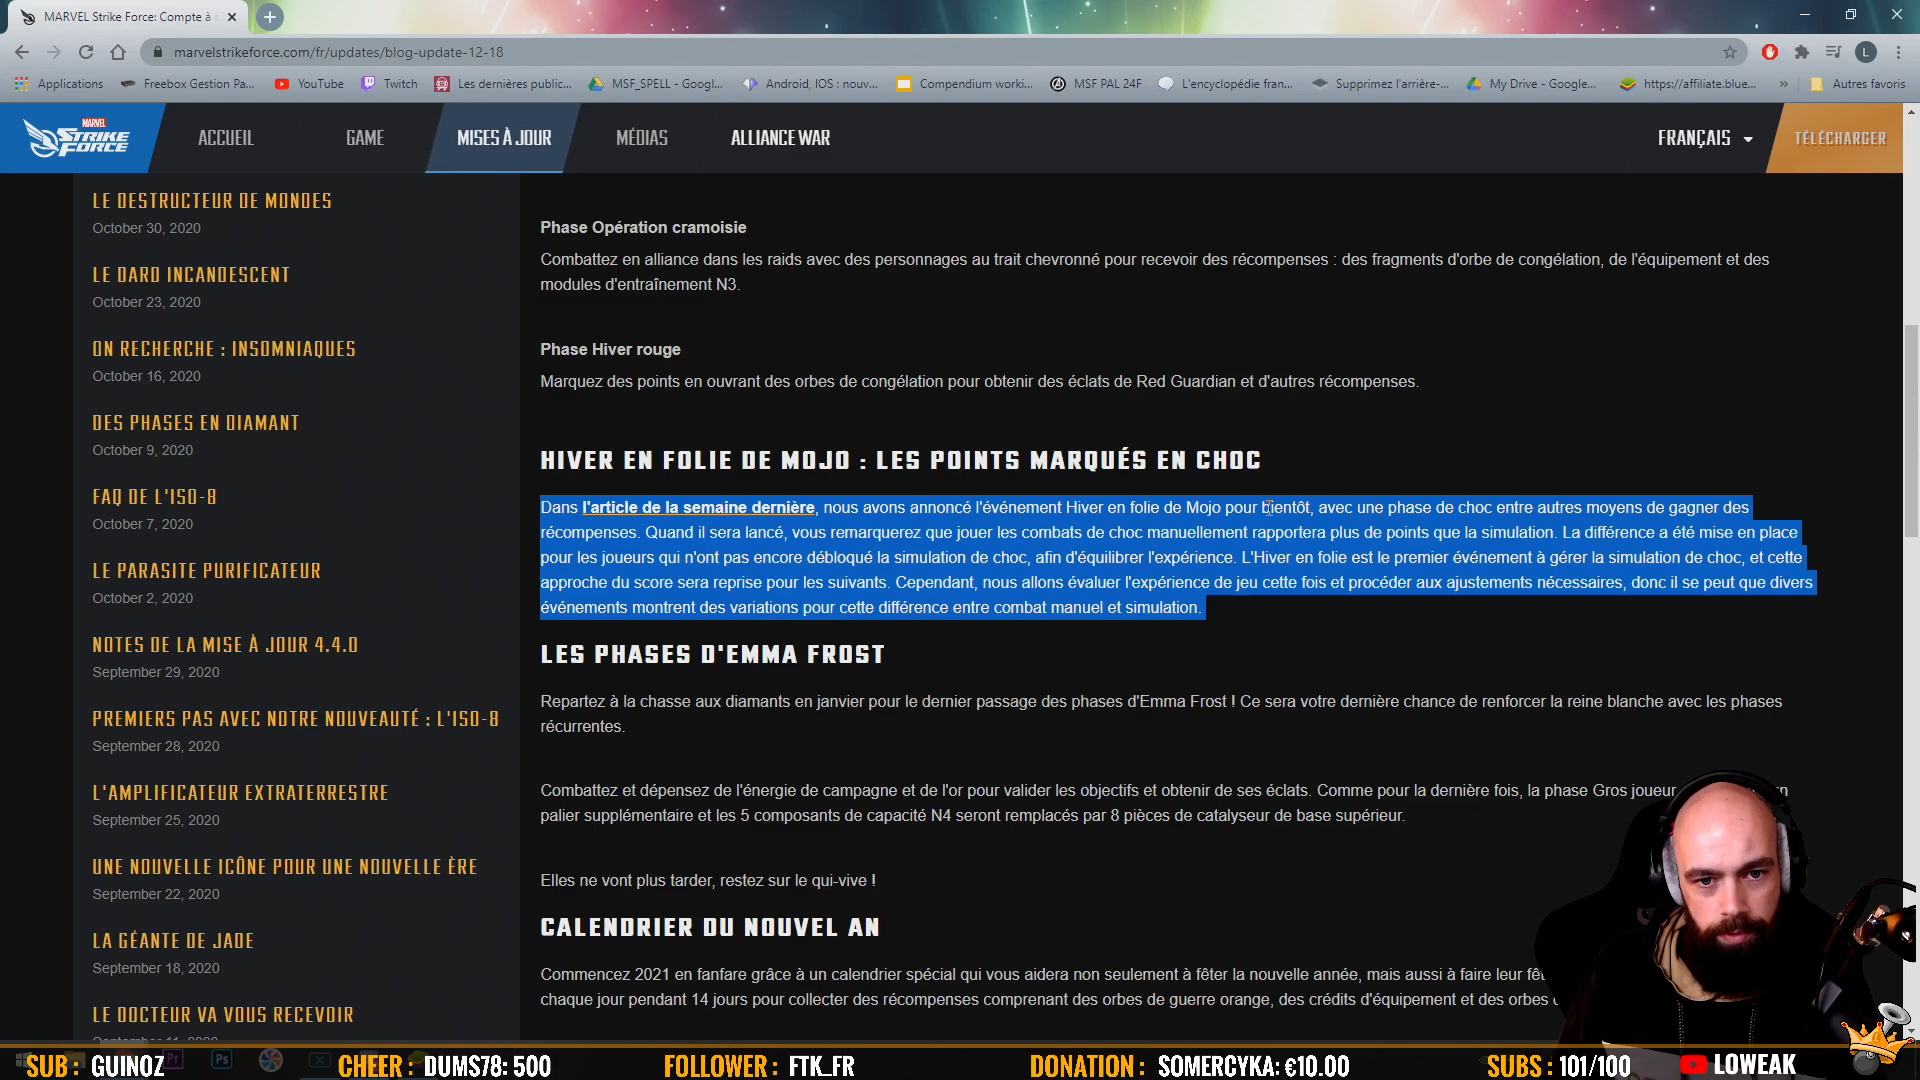 MARVEL Strike Force: Compte à
marvelstrikeforce.com/fr/updates/blog-update-12-18
L
Applications
Freebox Gestion Pa...
YouTube
Twitch
Les dernières public...
MSF_SPELL - Googl...
Android, IOS : nouv...
Compendium worki...
MSF PAL 24F
L'encyclopédie fran...
Supprimez l'arrière-...
My Drive - Google...
https://affiliate.blue...
»
Autres favoris
MARVEL
STRIKE
FORCE
ACCUEIL
GAME
MISES À JOUR
MÉDIAS
ALLIANCE WAR
FRANÇAIS
TÉLÉCHARGER
LE DESTRUCTEUR DE MONDES
October 30, 2020
LE DARD INCANDESCENT
October 23, 2020
ON RECHERCHE : INSOMNIAQUES
October 16, 2020
DES PHASES EN DIAMANT
October 9, 2020
FAQ DE L'ISO-8
October 7, 2020
LE PARASITE PURIFICATEUR
October 2, 2020
NOTES DE LA MISE À JOUR 4.4.0
September 29, 2020
PREMIERS PAS AVEC NOTRE NOUVEAUTÉ : L'ISO-8
September 28, 2020
L'AMPLIFICATEUR EXTRATERRESTRE
September 25, 2020
UNE NOUVELLE ICÔNE POUR UNE NOUVELLE ÈRE
September 22, 2020
LA GÉANTE DE JADE
September 18, 2020
LE DOCTEUR VA VOUS RECEVOIR
Phase Opération cramoisie
Combattez en alliance dans les raids avec des personnages au trait chevronné pour recevoir des récompenses : des fragments d'orbe de congélation, de l'équipement et des
modules d'entraînement N3.
Phase Hiver rouge
Marquez des points en ouvrant des orbes de congélation pour obtenir des éclats de Red Guardian et d'autres récompenses.
HIVER EN FOLIE DE MOJO : LES POINTS MARQUÉS EN CHOC
Dans l'article de la semaine dernière, nous avons annoncé l'événement Hiver en folie de Mojo pour bientôt, avec une phase de choc entre autres moyens de gagner des
récompenses. Quand il sera lancé, vous remarquerez que jouer les combats de choc manuellement rapportera plus de points que la simulation. La différence a été mise en place
pour les joueurs qui n'ont pas encore débloqué la simulation de choc, afin d'équilibrer l'expérience. L'Hiver en folie est le premier événement à gérer la simulation de choc, et cette
approche du score sera reprise pour les suivants. Cependant, nous allons évaluer l'expérience de jeu cette fois et procéder aux ajustements nécessaires, donc il se peut que divers
événements montrent des variations pour cette différence entre combat manuel et simulation.
LES PHASES D'EMMA FROST
Repartez à la chasse aux diamants en janvier pour le dernier passage des phases d'Emma Frost ! Ce sera votre dernière chance de renforcer la reine blanche avec les phases
récurrentes.
Combattez et dépensez de l'énergie de campagne et de l'or pour valider les objectifs et obtenir de ses éclats. Comme pour la dernière fois, la phase Gros joueur
palier supplémentaire et les 5 composants de capacité N4 seront remplacés par 8 pièces de catalyseur de base supérieur.
Elles ne vont plus tarder, restez sur le qui-vive !
CALENDRIER DU NOUVEL AN
Commencez 2021 en fanfare grâce à un calendrier spécial qui vous aidera non seulement à fêter la nouvelle année, mais aussi à faire leur fêt
chaque jour pendant 14 jours pour collecter des récompenses comprenant des orbes de guerre orange, des crédits d'équipement et des orbes
Pr
Ps
SUB : GUINOZ
CHEER : DUMS78: 500
FOLLOWER : FTK_FR
DONATION : SOMERCYKA: €10.00
SUBS : 101/100
LOWEAK